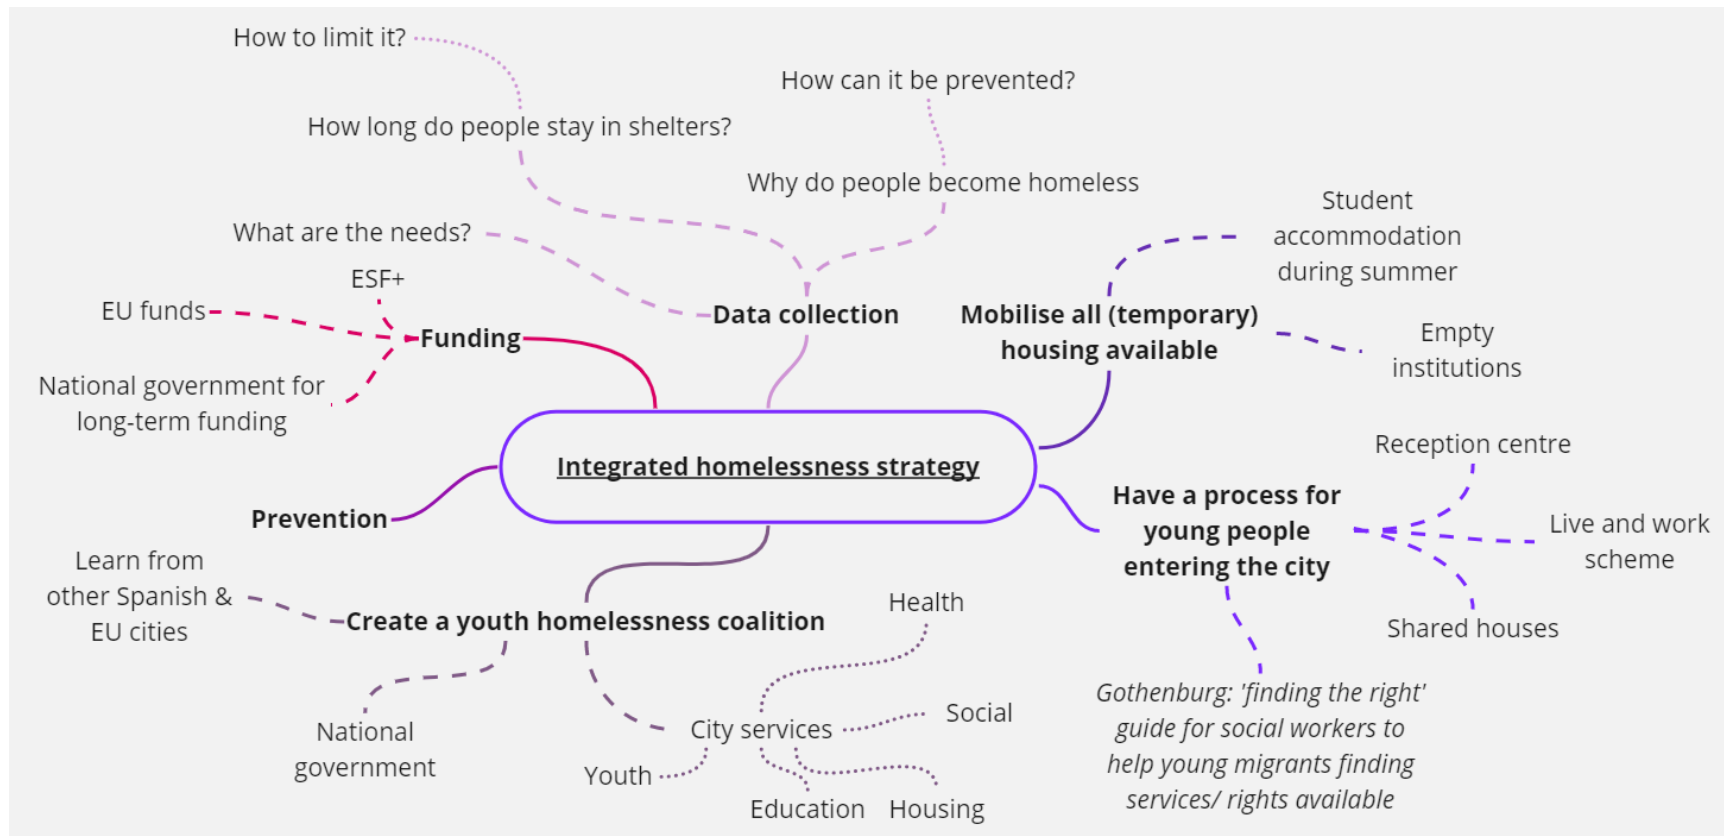 How to limit it?
How can it be prevented?
How long do people stay in shelters?
Why do people become homeless
What are the needs?
Student
accommodation
during summer
ESF+
EU funds
Funding
National government for
long-term funding
Data collection
Mobilise all (temporary)
housing available
Empty
institutions
Integrated homelessness strategy
Prevention
Have a process for
young people
entering the city
Reception centre
Live and work
scheme
Shared houses
Gothenburg: 'finding the right'
guide for social workers to
help young migrants finding
services/ rights available
Learn from
other Spanish &
EU cities
Create a youth homelessness coalition
National
government
City services
Health
Social
Youth
Education
Housing